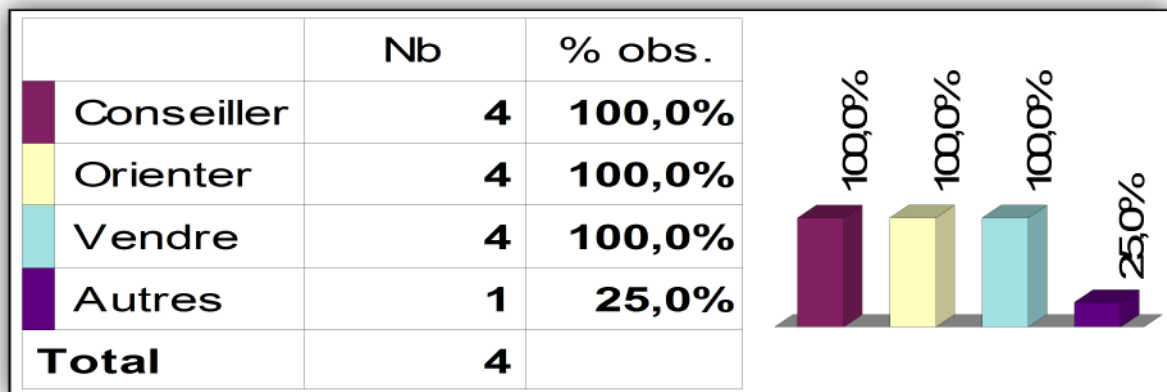 Nb % obs.
Conseiller 4 100,0%
Orienter 4 100,0%
Vendre 4 100,0%
Autres 1 25,0%
Total 4
100,0%
100,0%
100,0%
25,0%